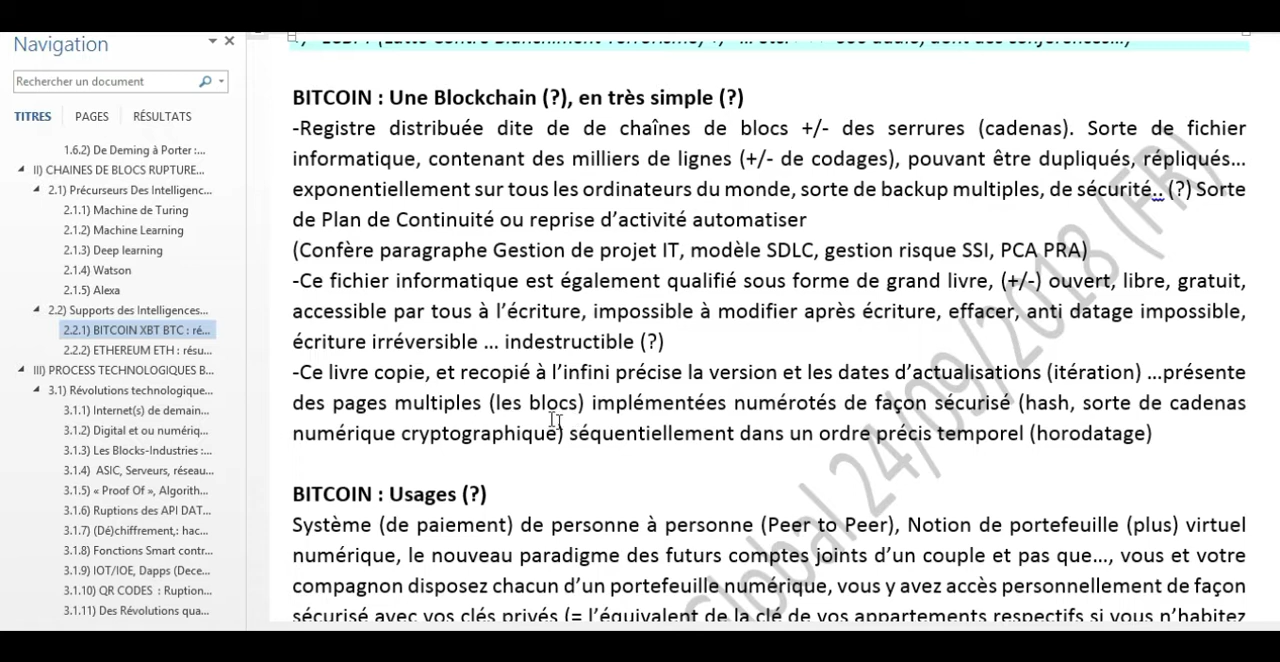 Navigation
Rechercher un document
TITRES PAGES RÉSULTATS
1.6.2) De Deming à Porter :...
II) CHAINES DE BLOCS RUPTURE...
2.1) Précurseurs Des Intelligenc...
2.1.1) Machine de Turing
2.1.2) Machine Learning
2.1.3) Deep learning
2.1.4) Watson
2.1.5) Alexa
2.2) Supports des Intelligences...
2.2.1) BITCOIN XBT BTC : ré...
2.2.2) ETHEREUM ETH : résu...
III) PROCESS TECHNOLOGIQUES B...
3.1) Révolutions technologique...
3.1.1) Internet(s) de demain...
3.1.2) Digital et ou numériq...
3.1.3) Les Blocks-Industries :...
3.1.4) ASIC, Serveurs, réseau...
3.1.5) « Proof Of », Algorith...
3.1.6) Ruptions des API DAT...
3.1.7) (Dé)chiffrement,: hac...
3.1.8) Fonctions Smart contr...
3.1.9) IOT/IOE, Dapps (Dece...
3.1.10) QR CODES : Ruption...
3.1.11) Des Révolutions qua...
BITCOIN : Une Blockchain (?), en très simple (?)
-Registre distribuée dite de de chaînes de blocs +/- des serrures (cadenas). Sorte de fichier
informatique, contenant des milliers de lignes (+/- de codages), pouvant être dupliqués, répliqués...
exponentiellement sur tous les ordinateurs du monde, sorte de backup multiples, de sécurité.. (?) Sorte
de Plan de Continuité ou reprise d'activité automatiser
(Confère paragraphe Gestion de projet IT, modèle SDLC, gestion risque SSI, PCA PRA)
-Ce fichier informatique est également qualifié sous forme de grand livre, (+/-) ouvert, libre, gratuit,
accessible par tous à l'écriture, impossible à modifier après écriture, effacer, anti datage impossible,
écriture irréversible ... indestructible (?)
-Ce livre copie, et recopié à l'infini précise la version et les dates d'actualisations (itération) ...présente
des pages multiples (les blocs) implémentées numérotés de façon sécurisé (hash, sorte de cadenas
numérique cryptographique) séquentiellement dans un ordre précis temporel (horodatage)
BITCOIN : Usages (?)
Système (de paiement) de personne à personne (Peer to Peer), Notion de portefeuille (plus) virtuel
numérique, le nouveau paradigme des futurs comptes joints d'un couple et pas que..., vous et votre
compagnon disposez chacun d'un portefeuille numérique, vous y avez accès personnellement de façon
sécurisé avec vos clés privés (= l'équivalent de la clé de vos appartements respectifs si vous n'habitez
Global 24/09/2018 (FR)